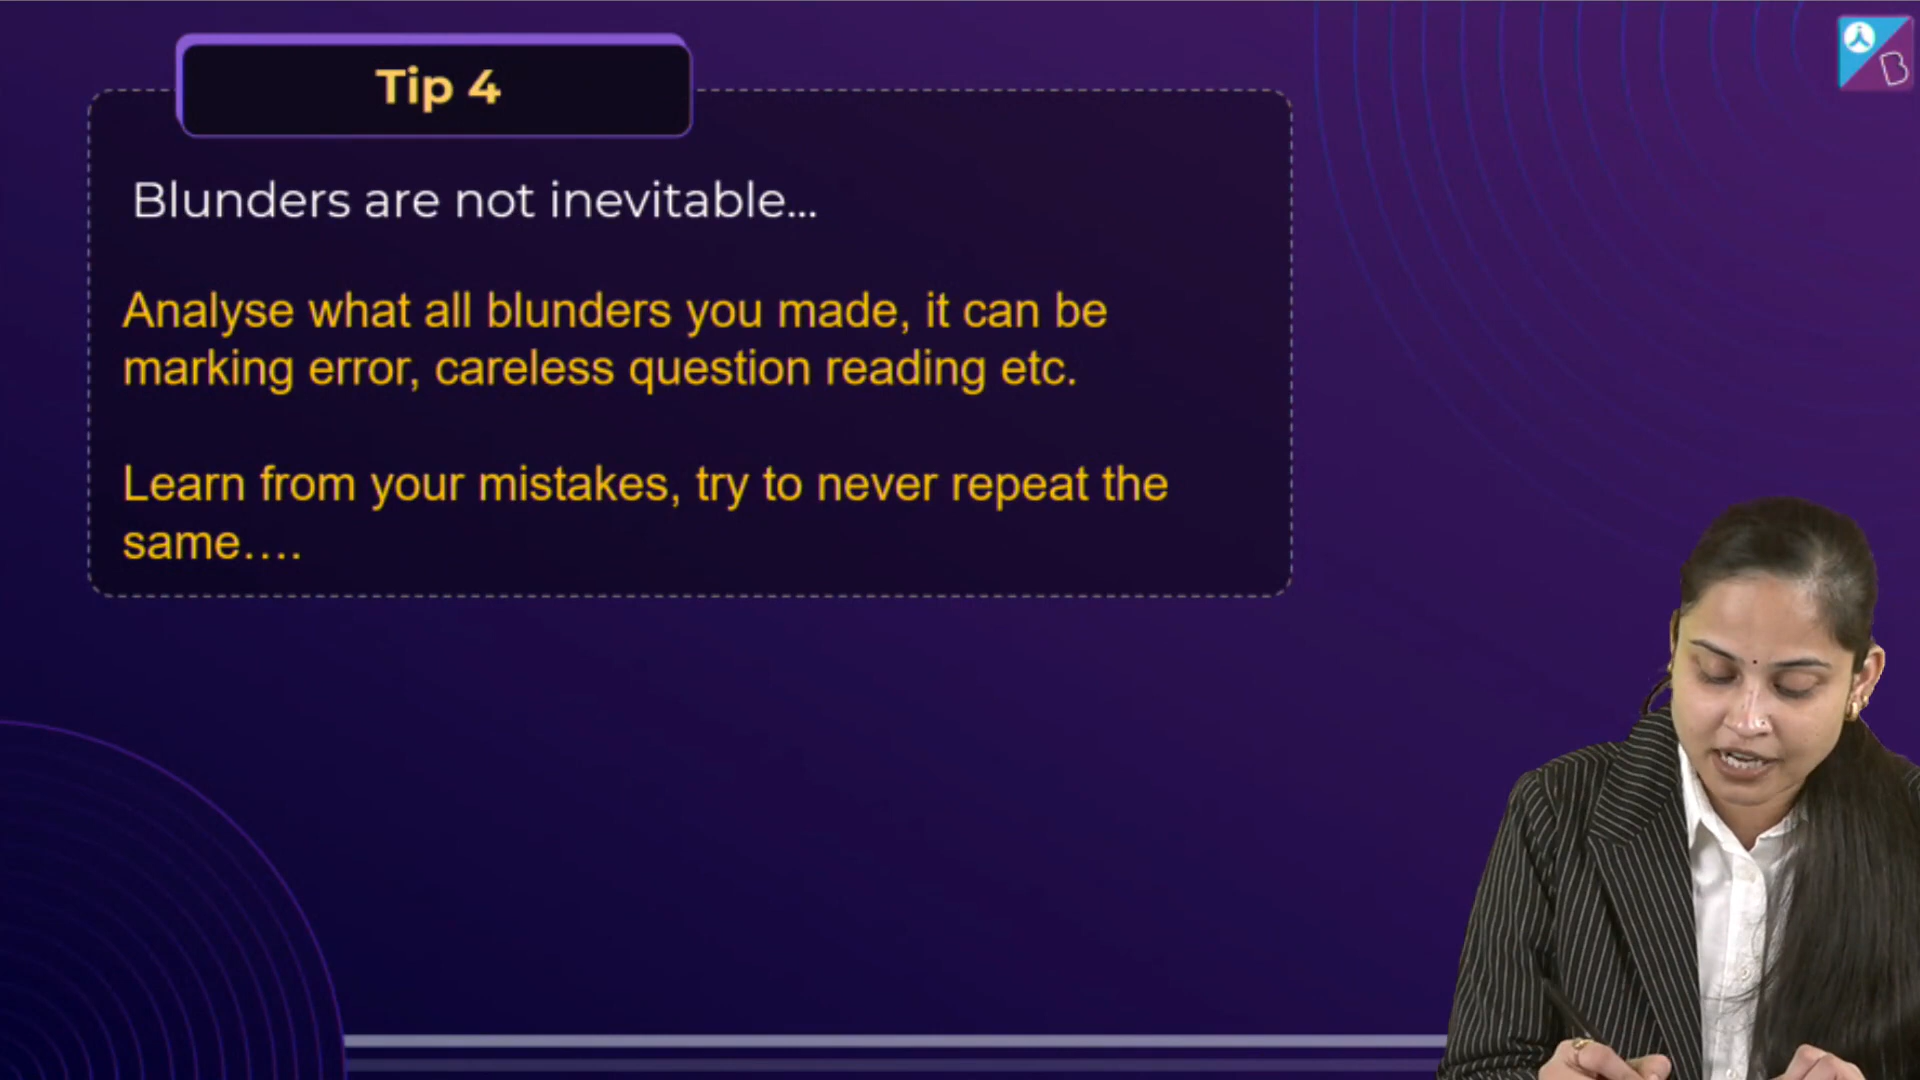 Tip 4
Blunders are not inevitable...
Analyse what all blunders you made, it can be
marking error, careless question reading etc.
Learn from your mistakes, try to never repeat the
same....
B